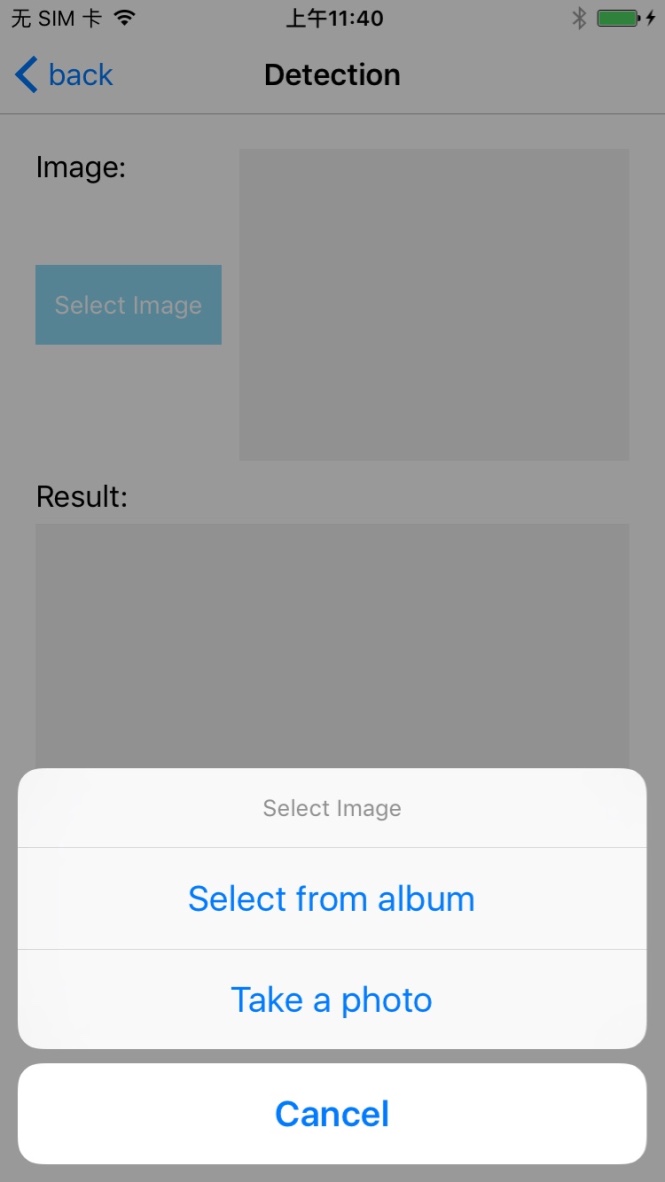 无 SIM 卡 上午11:40
back Detection
Image:
Select Image
Result:
Select Image
Select from album
Take a photo
Cancel